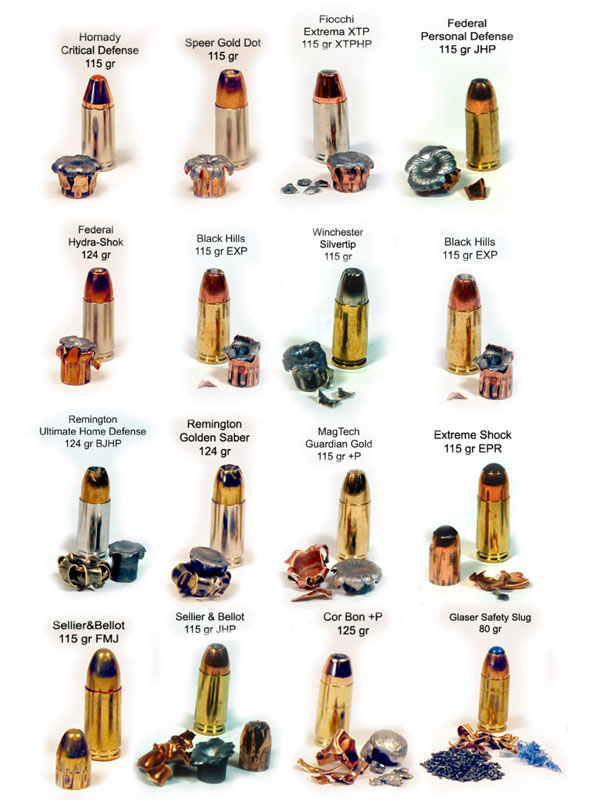 Hornady
Critical Defense
115 gr
Speer Gold Dot
115 gr
Fiocchi
Extrema XTP
115 gr XTPHP
Federal
Personal Defense
115 gr JHP
Federal
Hydra-Shok
124 gr
Black Hills
115 gr EXP
Winchester
Silvertip
115 gr
Black Hills
115 gr EXP
Remington
Ultimate Home Defense
124 gr BJHP
Remington
Golden Saber
124 gr
MagTech
Guardian Gold
115 gr +P
Extreme Shock
115 gr EPR
Sellier&Bellot
115 gr FMJ
Sellier & Bellot
115 gr JHP
Cor Bon +P
125 gr
Glaser Safety Slug
80 gr